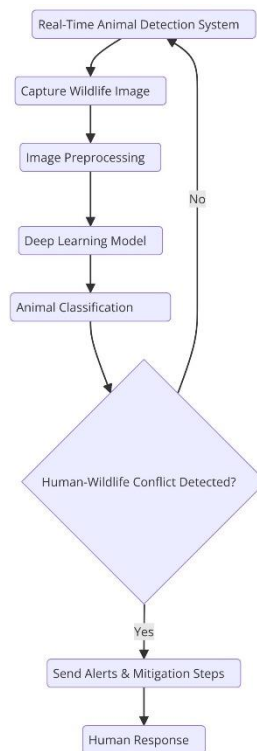 Real-Time Animal Detection System
Capture Wildlife Image
Image Preprocessing
No
Deep Learning Model
Animal Classification
Human-Wildlife Conflict Detected?
Yes
Send Alerts & Mitigation Steps
Human Response